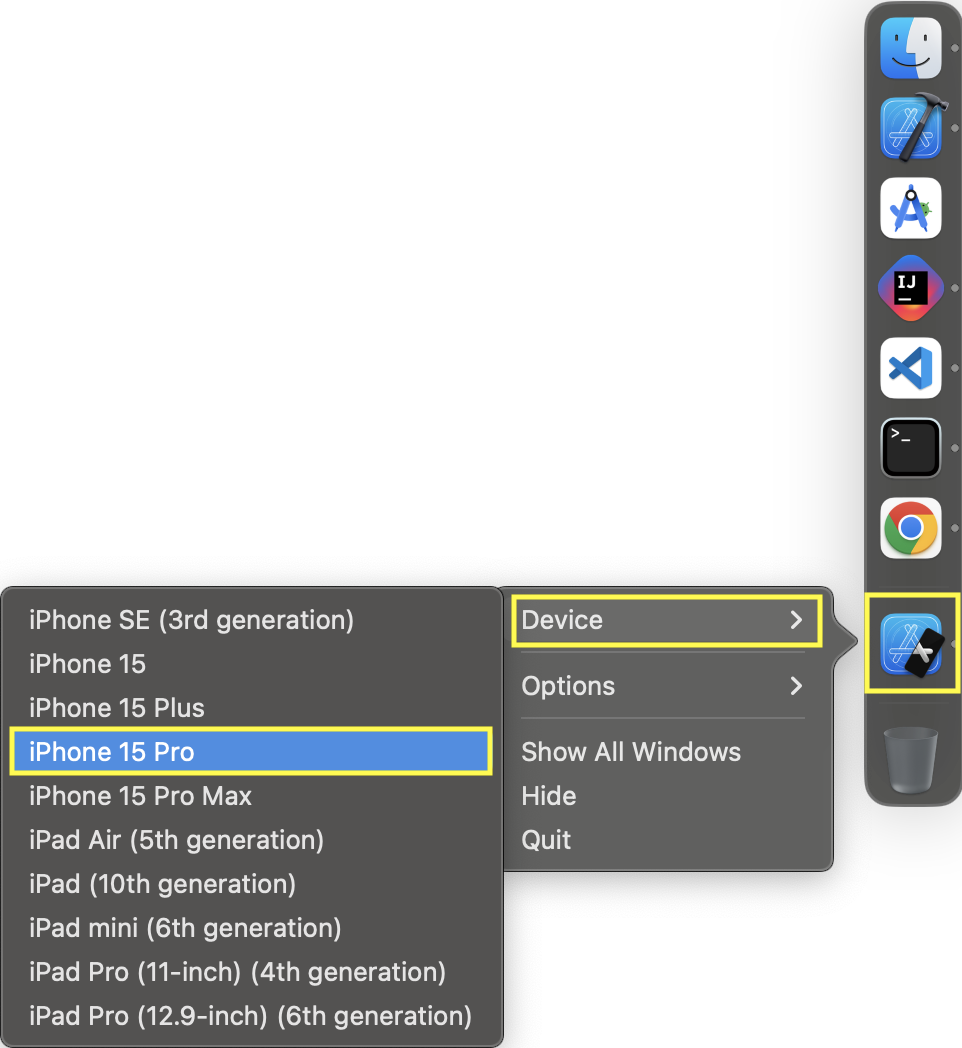 IJ
>_
iPhone SE (3rd generation)
iPhone 15
iPhone 15 Plus
iPhone 15 Pro
iPhone 15 Pro Max
iPad Air (5th generation)
iPad (10th generation)
iPad mini (6th generation)
iPad Pro (11-inch) (4th generation)
iPad Pro (12.9-inch) (6th generation)
Device
Options
Show All Windows
Hide
Quit